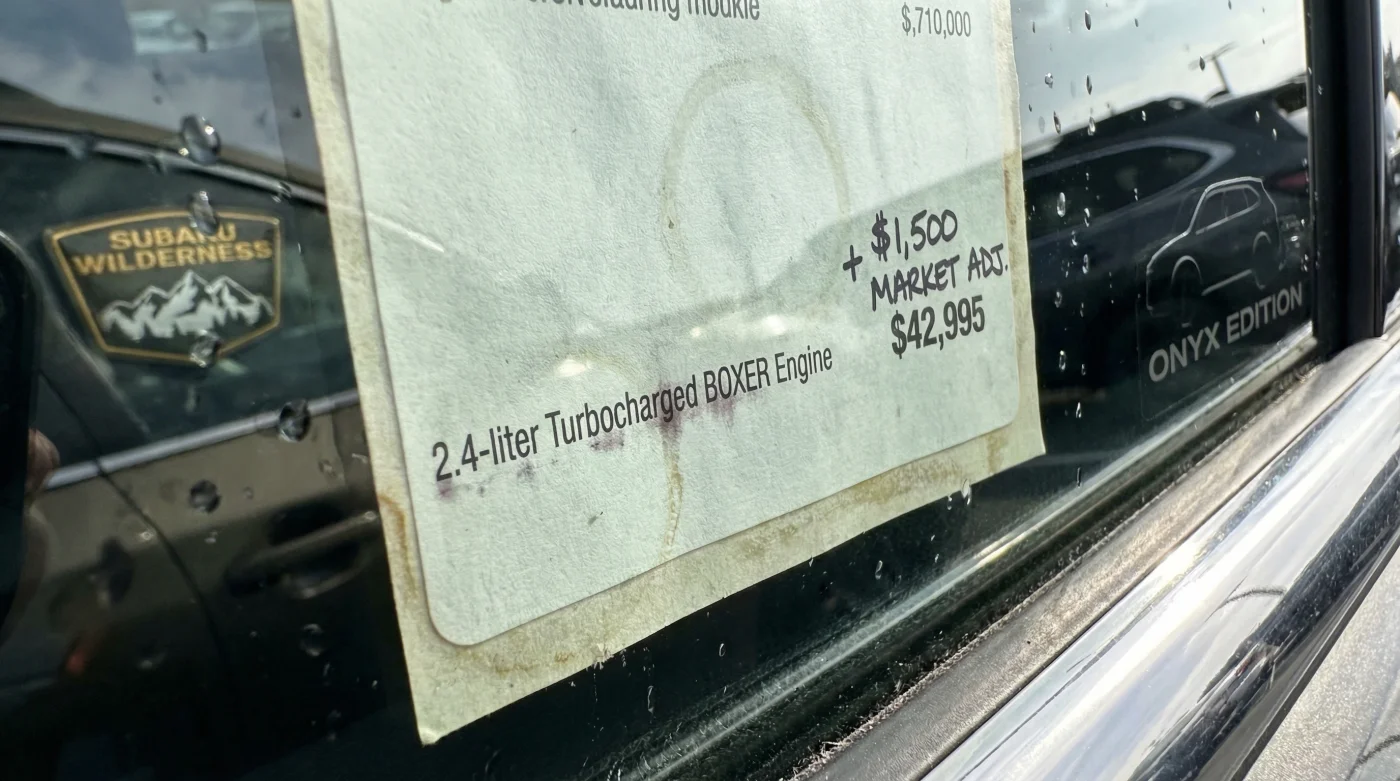 $,710,000
SUBARU
WILDERNESS
+ $1,500
MARKET ADJ.
$42,995
2.4-liter Turbocharged BOXER Engine
ONYX EDITION